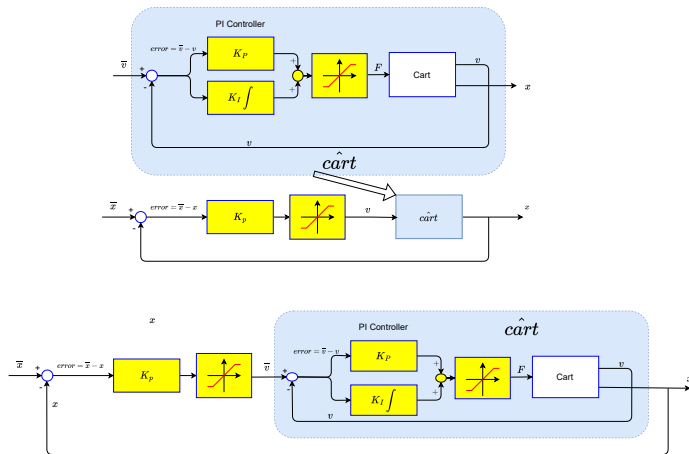 PI Controller
error = v̅ − v
K_P
v̅
+
-
+
+
F
Cart
v
x
K_I ∫
v
cârt
x̅
+
-
error = x̅ − x
K_p
v
cârt
x
x
PI Controller
cârt
error = v̅ − v
K_P
x̅
+
-
error = x̅ − x
K_p
v̅
+
-
+
+
F
Cart
v
x
K_I ∫
x
v